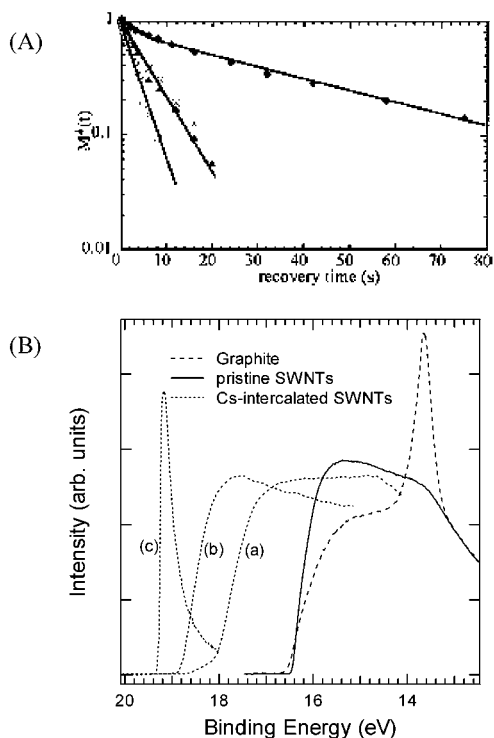 (A)
1
0.1
0.01
M*(t)
0 10 20 30 40 50 60 70 80
recovery time (s)
(B)
Graphite
pristine SWNTs
Cs-intercalated SWNTs
(c)
(b)
(a)
Intensity (arb. units)
20 18 16 14
Binding Energy (eV)